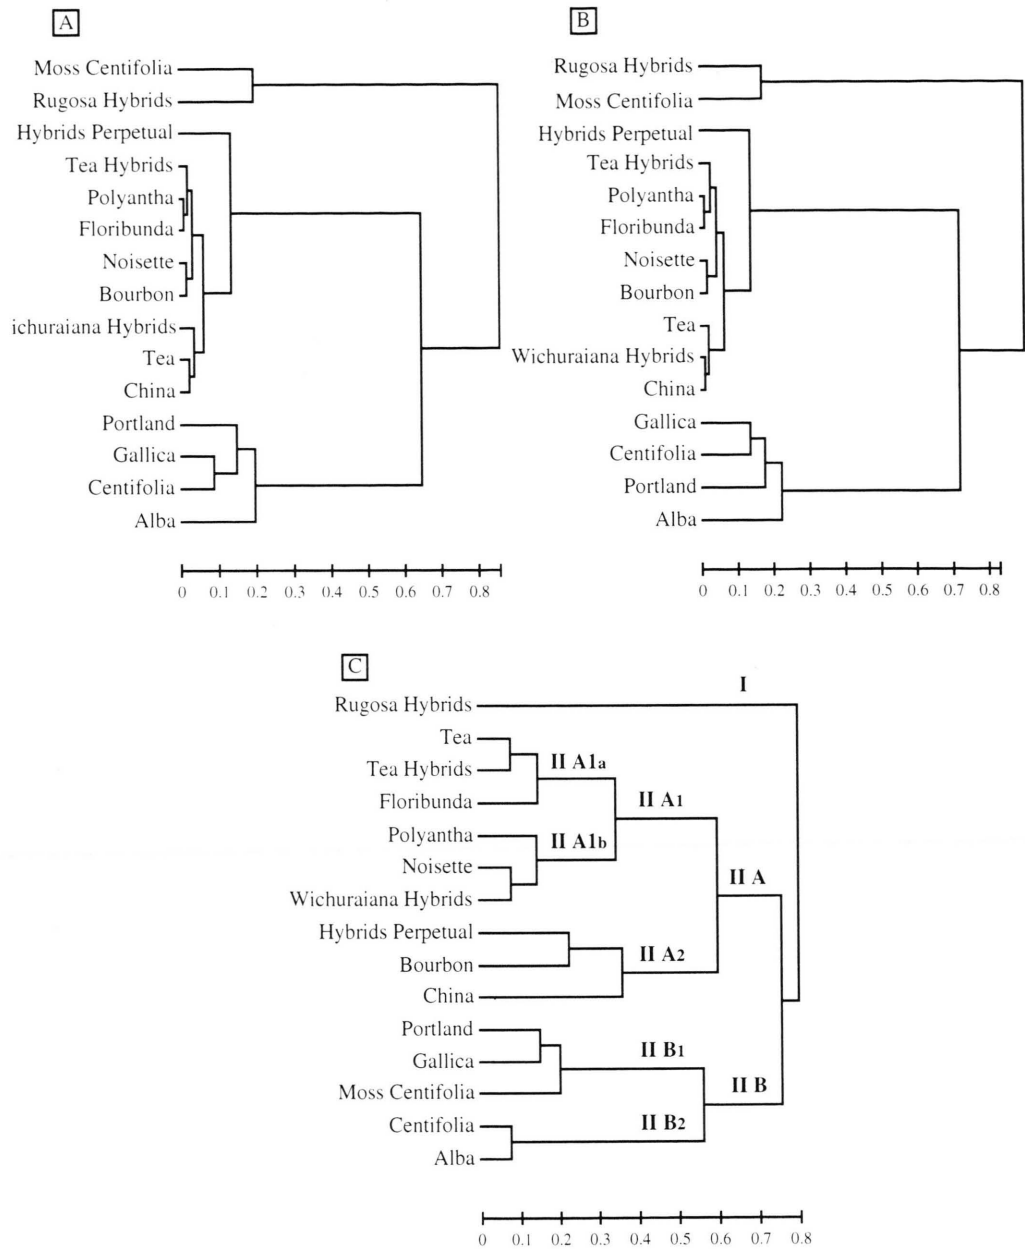 A
Moss Centifolia
Rugosa Hybrids
Hybrids Perpetual
Tea Hybrids
Polyantha
Floribunda
Noisette
Bourbon
ichuraiana Hybrids
Tea
China
Portland
Gallica
Centifolia
Alba
0 0.1 0.2 0.3 0.4 0.5 0.6 0.7 0.8
B
Rugosa Hybrids
Moss Centifolia
Hybrids Perpetual
Tea Hybrids
Polyantha
Floribunda
Noisette
Bourbon
Tea
Wichuraiana Hybrids
China
Gallica
Centifolia
Portland
Alba
0 0.1 0.2 0.3 0.4 0.5 0.6 0.7 0.8
C
I
Rugosa Hybrids
Tea
Tea Hybrids
II A1a
Floribunda
II A1
Polyantha
II A1b
Noisette
II A
Wichuraiana Hybrids
Hybrids Perpetual
Bourbon
II A2
China
Portland
Gallica
II B1
Moss Centifolia
II B
Centifolia
II B2
Alba
0 0.1 0.2 0.3 0.4 0.5 0.6 0.7 0.8